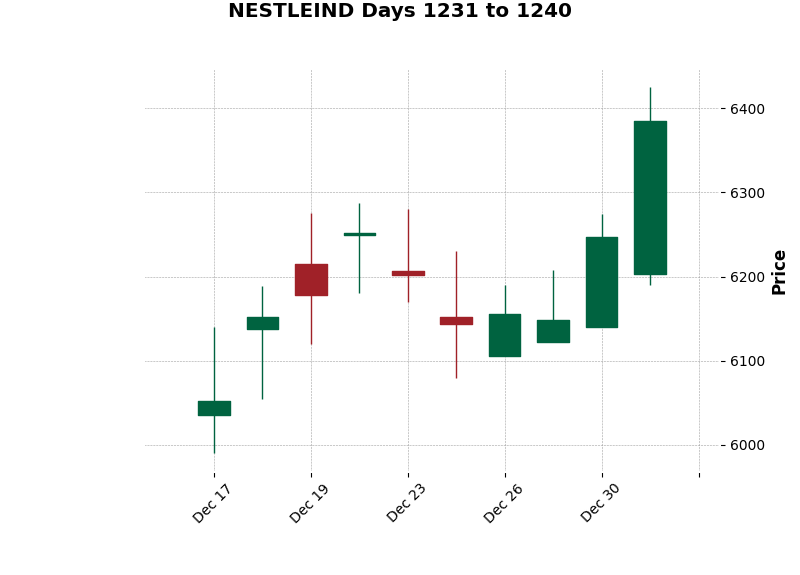 NESTLEIND Days 1231 to 1240
6400
6300
6200
6100
6000
Price
Dec 17
Dec 19
Dec 23
Dec 26
Dec 30